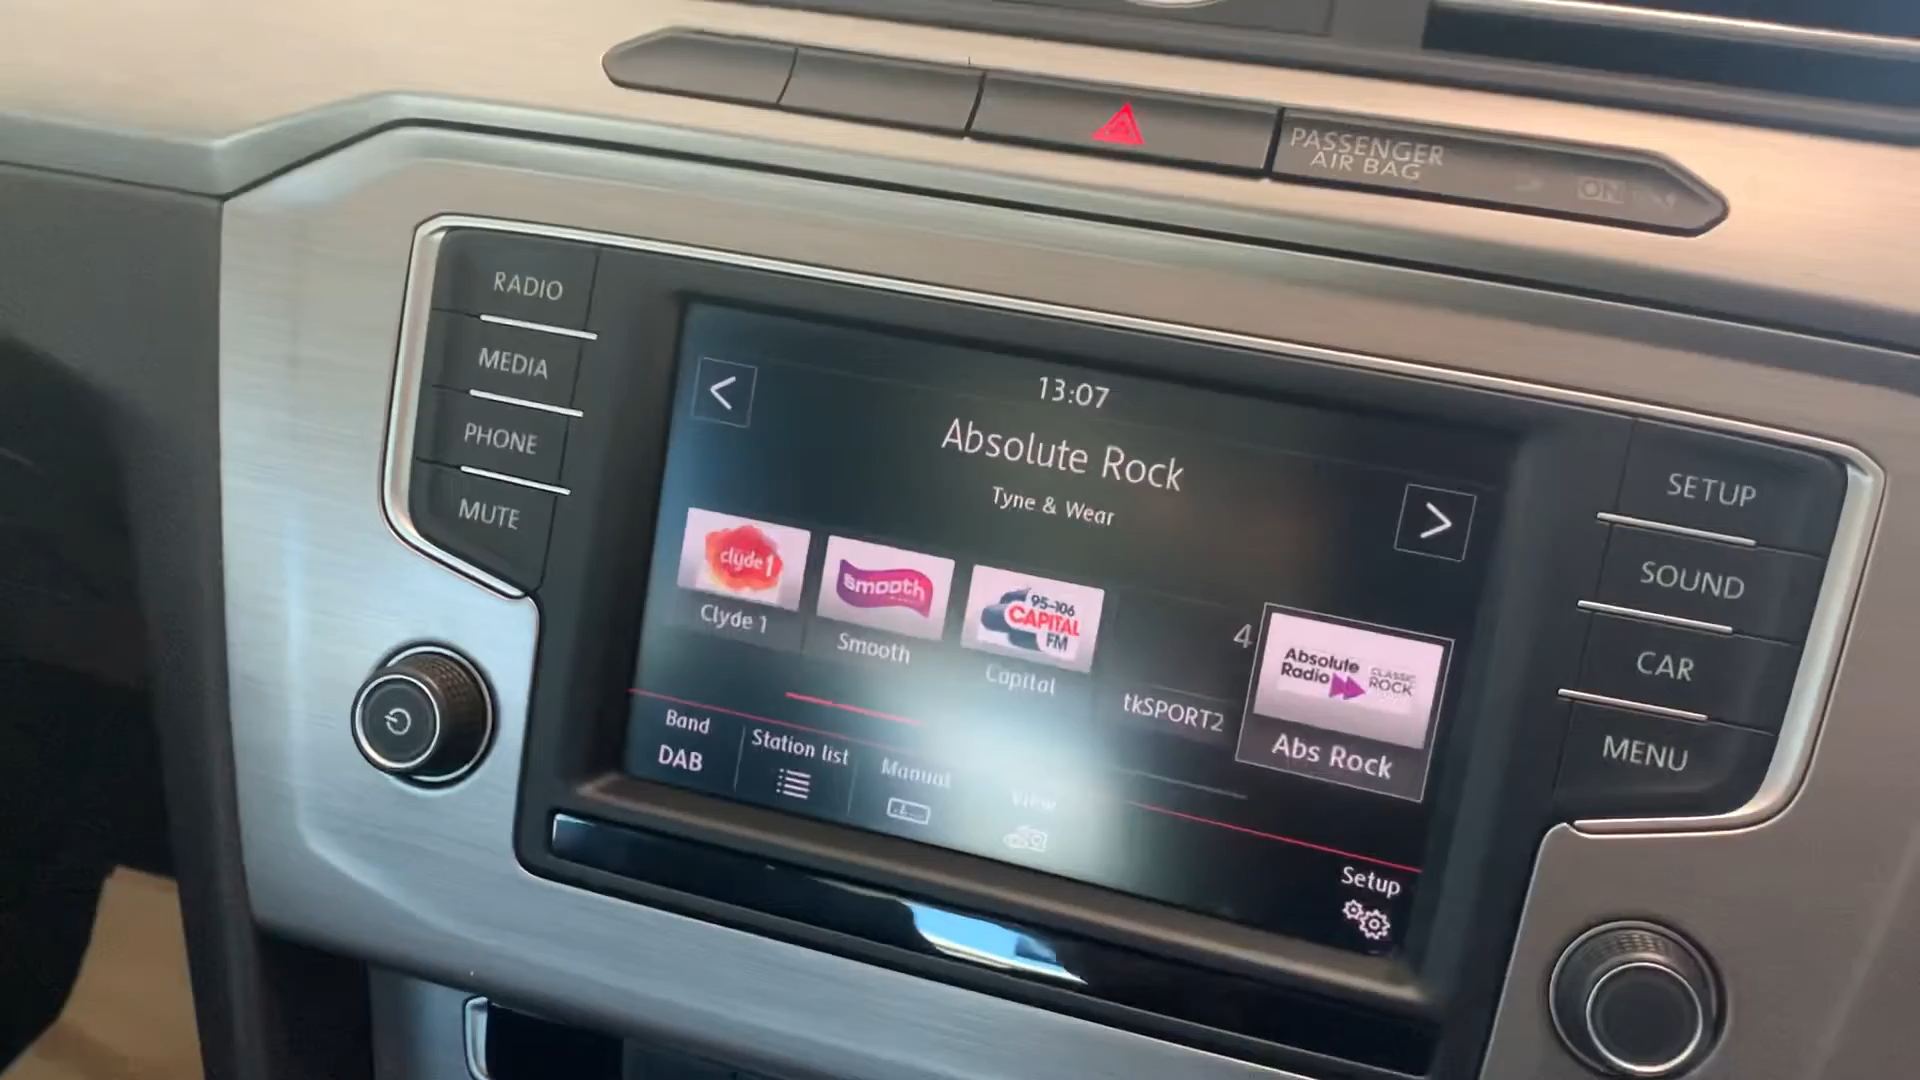 PASSENGER
AIR BAG
ON
RADIO
MEDIA
PHONE
MUTE
13:07
Absolute Rock
Tyne & Wear
clyde1
Clyde 1
smooth
Smooth
95-106
CAPITAL
FM
Capital
4
tkSPORT2
Absolute
Radio
CLASSIC
ROCK
Abs Rock
Band
DAB
Station list
Manual
View
Setup
SETUP
SOUND
CAR
MENU